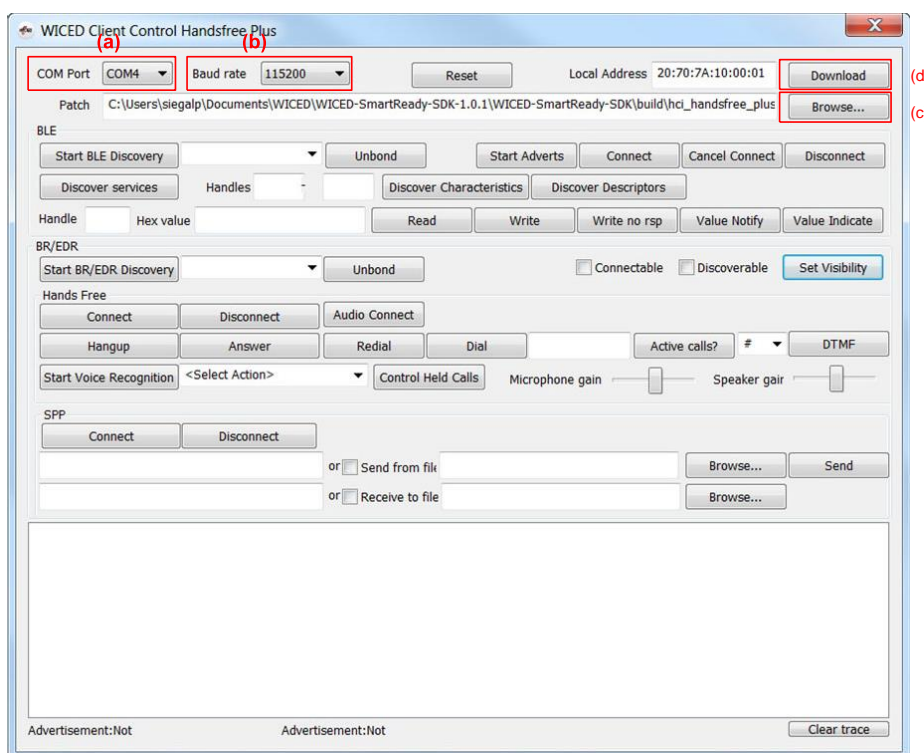 WICED Client Control Handsfree Plus
(a) (b)
COM Port COM4 Baud rate 115200 Reset Local Address 20:70:7A:10:00:01 Download (d
Patch C:\Users\siegalp\Documents\WICED\WICED-SmartReady-SDK-1.0.1\WICED-SmartReady-SDK\build\hci_handsfree_plus Browse... (c
BLE
Start BLE Discovery Unbond Start Adverts Connect Cancel Connect Disconnect
Discover services Handles - Discover Characteristics Discover Descriptors
Handle Hex value Read Write Write no rsp Value Notify Value Indicate
BR/EDR
Start BR/EDR Discovery Unbond Connectable Discoverable Set Visibility
Hands Free
Connect Disconnect Audio Connect
Hangup Answer Redial Dial Active calls? # DTMF
Start Voice Recognition <Select Action> Control Held Calls Microphone gain Speaker gair
SPP
Connect Disconnect
or Send from file Browse... Send
or Receive to file Browse...
Advertisement:Not Advertisement:Not Clear trace